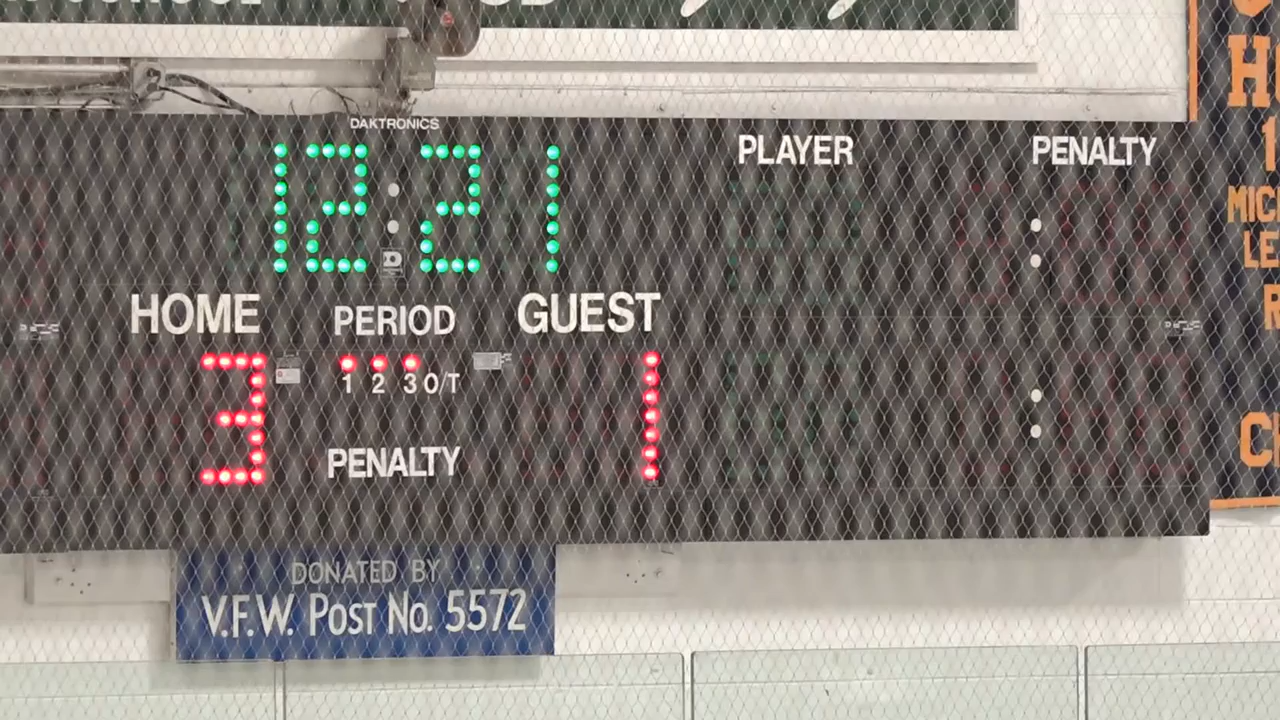 DAKTRONICS
12:21
PLAYER PENALTY
HOME PERIOD GUEST
3 1 2 3 O/T 1
PENALTY
DONATED BY
V.F.W. POST NO. 5572
1